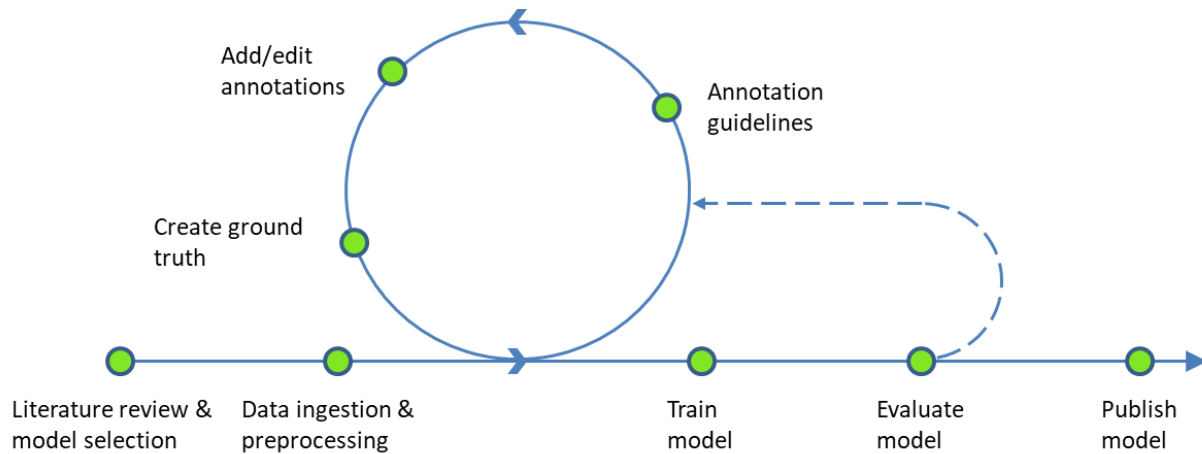 Add/edit
annotations
Annotation
guidelines
Create ground
truth
Literature review &
model selection
Data ingestion &
preprocessing
Train
model
Evaluate
model
Publish
model